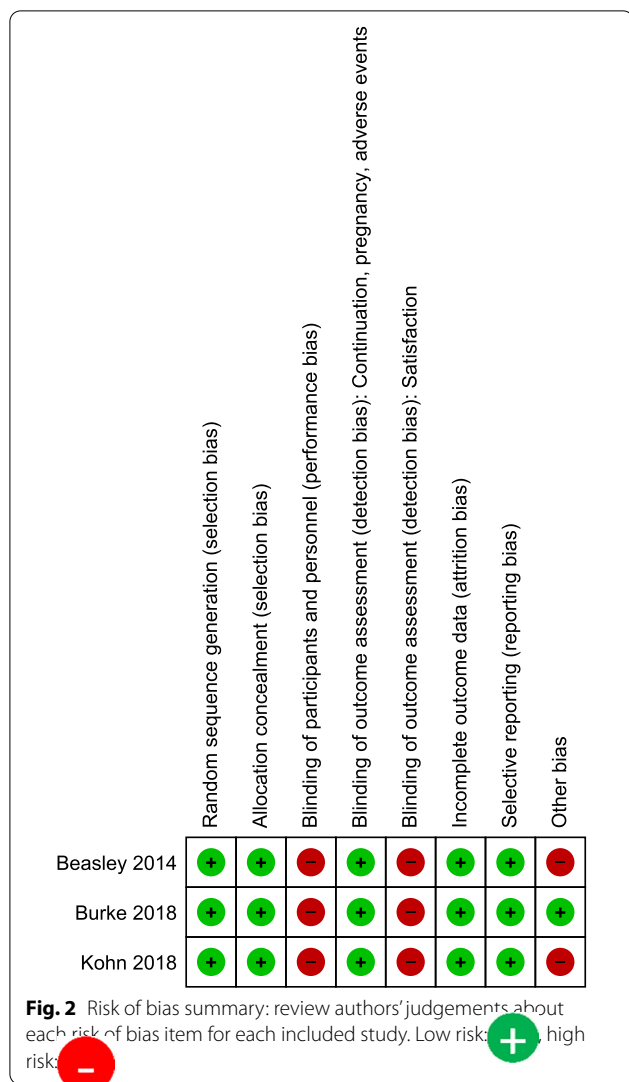 Random sequence generation (selection bias)
Allocation concealment (selection bias)
Blinding of participants and personnel (performance bias)
Blinding of outcome assessment (detection bias): Continuation, pregnancy, adverse events
Blinding of outcome assessment (detection bias): Satisfaction
Incomplete outcome data (attrition bias)
Selective reporting (reporting bias)
Other bias
Beasley 2014 + + – + – + + –
Burke 2018 + + – + – + + +
Kohn 2018 + + – + – + + –
Fig. 2 Risk of bias summary: review authors’ judgements about
each risk of bias item for each included study. Low risk: +, high
risk: –